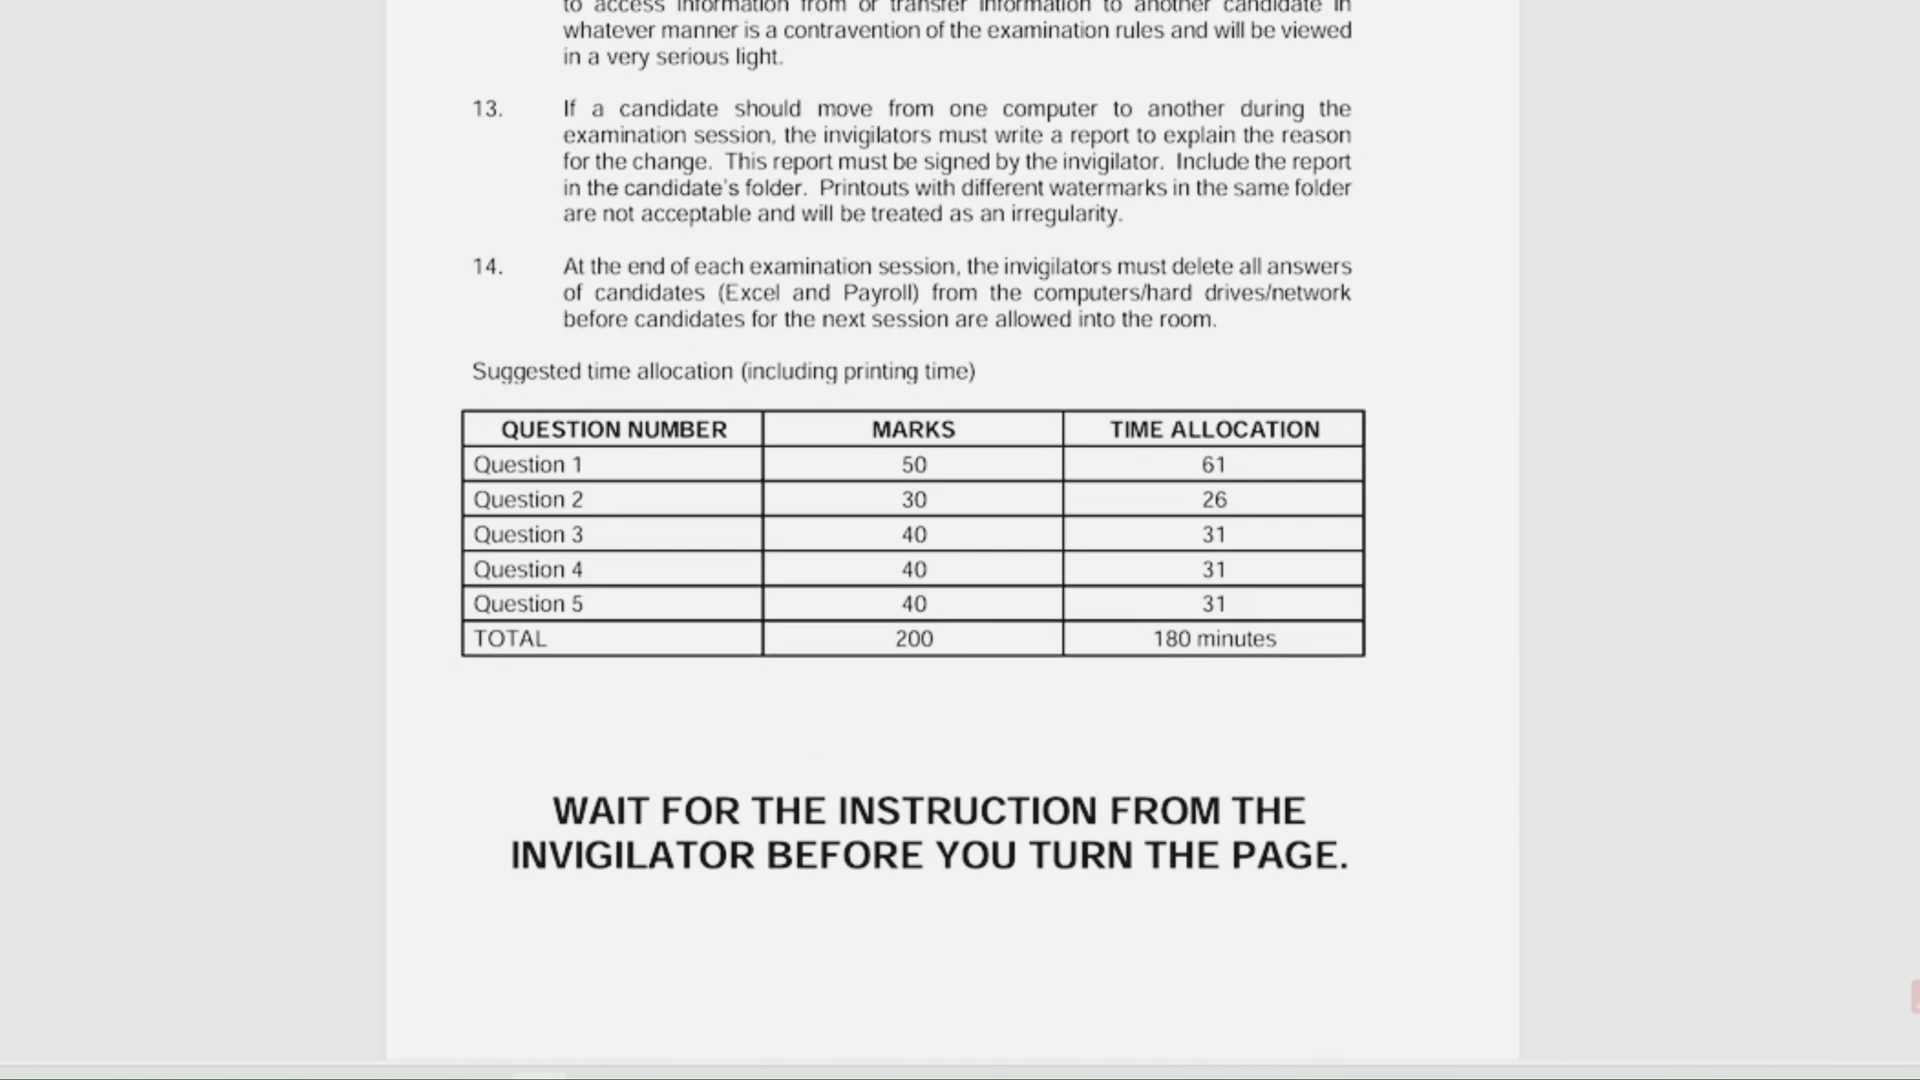 to access information from or transfer information to another candidate in
whatever manner is a contravention of the examination rules and will be viewed
in a very serious light.
13. If a candidate should move from one computer to another during the
examination session, the invigilators must write a report to explain the reason
for the change. This report must be signed by the invigilator. Include the report
in the candidate's folder. Printouts with different watermarks in the same folder
are not acceptable and will be treated as an irregularity.
14. At the end of each examination session, the invigilators must delete all answers
of candidates (Excel and Payroll) from the computers/hard drives/network
before candidates for the next session are allowed into the room.
Suggested time allocation (including printing time)
QUESTION NUMBER MARKS TIME ALLOCATION
Question 1 50 61
Question 2 30 26
Question 3 40 31
Question 4 40 31
Question 5 40 31
TOTAL 200 180 minutes
WAIT FOR THE INSTRUCTION FROM THE
INVIGILATOR BEFORE YOU TURN THE PAGE.